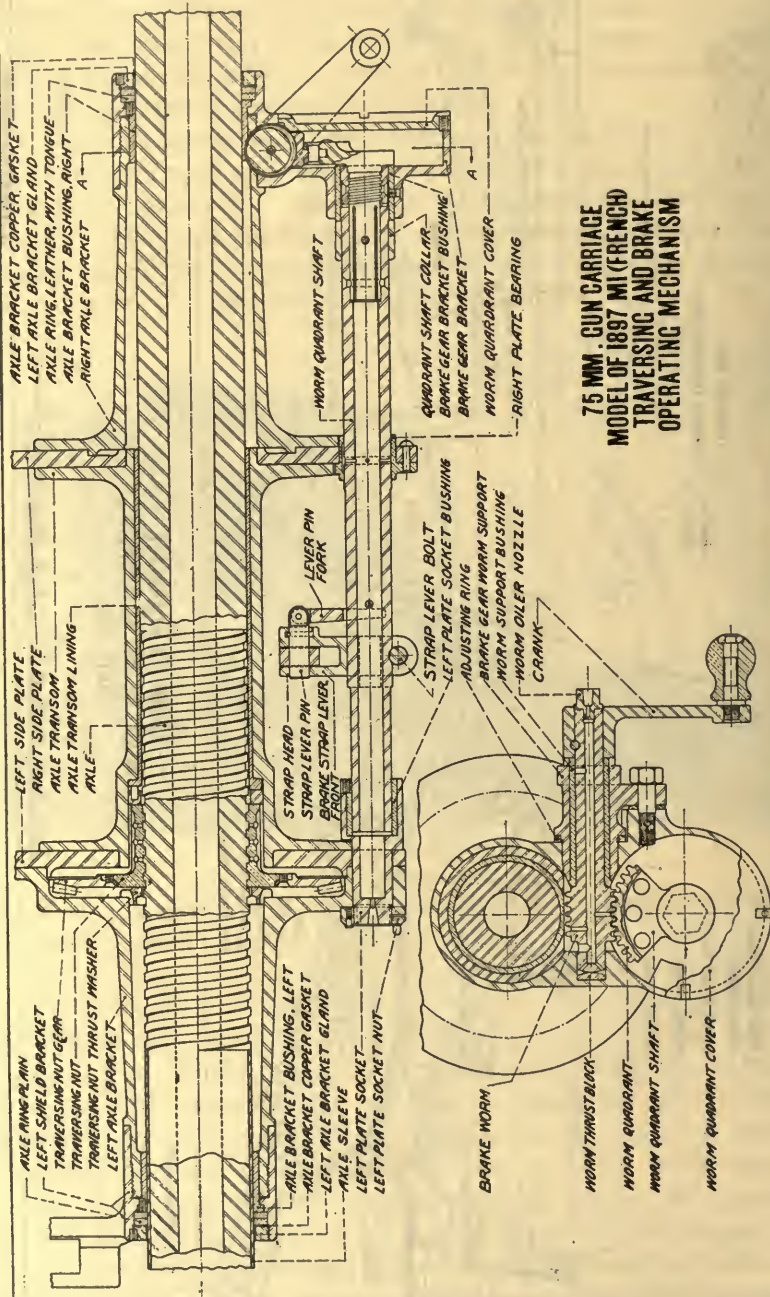 AXLE RING PLAIN
LEFT SHIELD BRACKET
TRAVERSING NUT GEAR
TRAVERSING NUT
TRAVERSING NUT THRUST WASHER
LEFT AXLE BRACKET
LEFT SIDE PLATE
RIGHT SIDE PLATE
AXLE TRANSOM
AXLE TRANSOM LINING
AXLE
AXLE BRACKET COPPER GASKET
LEFT AXLE BRACKET GLAND
AXLE RING, LEATHER, WITH TONGUE
AXLE BRACKET BUSHING, RIGHT
RIGHT AXLE BRACKET
A
AXLE BRACKET BUSHING, LEFT
AXLE BRACKET COPPER GASKET
LEFT AXLE BRACKET GLAND
AXLE SLEEVE
LEFT PLATE SOCKET
LEFT PLATE SOCKET NUT
STRAP HEAD
STRAP LEVER PIN
BRAKE STRAP LEVER
FRONT
LEVER PIN
FORK
WORM QUADRANT SHAFT
A
QUADRANT SHAFT COLLAR
BRAKE GEAR BRACKET BUSHING
BRAKE GEAR BRACKET
WORM QUARDRANT COVER
RIGHT PLATE BEARING
STRAP LEVER BOLT
LEFT PLATE SOCKET BUSHING
ADJUSTING RING
BRAKE GEAR WORM SUPPORT
WORM SUPPORT BUSHING
WORM OILER NOZZLE
CRANK
BRAKE WORM
WORM THRUST BLOCK
WORM QUADRANT
WORM QUADRANT SHAFT
WORM QUADRANT COVER
75 MM. GUN CARRIAGE
MODEL OF 1897 MI (FRENCH)
TRAVERSING AND BRAKE
OPERATING MECHANISM